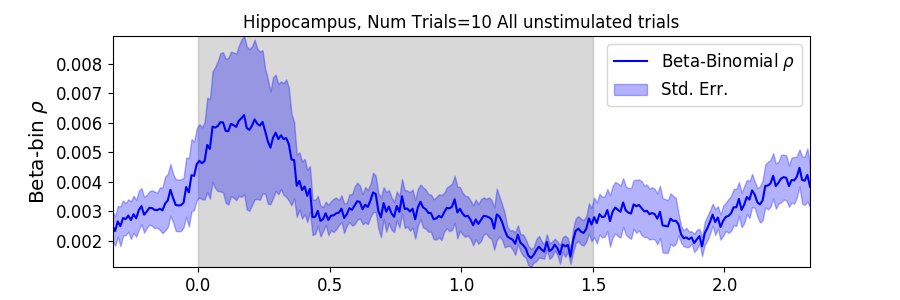 Hippocampus, Num Trials=10 All unstimulated trials
Beta-Binomial ρ
Std. Err.
Beta-bin ρ
0.008
0.007
0.006
0.005
0.004
0.003
0.002
0.0 0.5 1.0 1.5 2.0